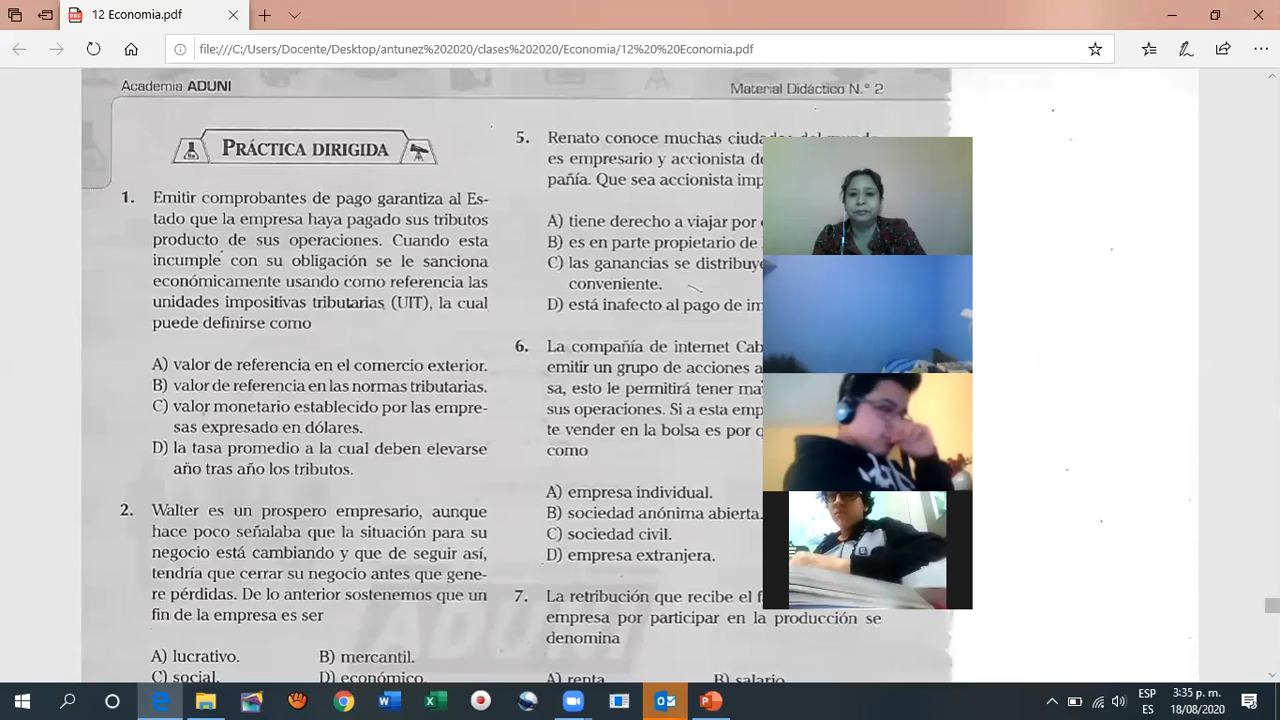 12 Economia.pdf
file:///C:/Users/Docente/Desktop/antunez%202020/clases%202020/Economia/12%20%20Economia.pdf
Academia ADUNI
Material Didáctico N.° 2
PRÁCTICA DIRIGIDA
1. Emitir comprobantes de pago garantiza al Es-
tado que la empresa haya pagado sus tributos
producto de sus operaciones. Cuando esta
incumple con su obligación se le sanciona
económicamente usando como referencia las
unidades impositivas tributarias (UIT), la cual
puede definirse como
A) valor de referencia en el comercio exterior.
B) valor de referencia en las normas tributarias.
C) valor monetario establecido por las empre-
sas expresado en dólares.
D) la tasa promedio a la cual deben elevarse
año tras año los tributos.
2. Walter es un prospero empresario, aunque
hace poco señalaba que la situación para su
negocio está cambiando y que de seguir así,
tendría que cerrar su negocio antes que gene-
re pérdidas. De lo anterior sostenemos que un
fin de la empresa es ser
A) lucrativo. B) mercantil.
C) social. D) económico.
5. Renato conoce muchas
es empresario y accionista
pañía. Que sea accionista
A) tiene derecho a viajar por
B) es en parte propietario de
C) las ganancias se
conveniente.
D) está inafecto al pago de
6. La compañía de internet
emitir un grupo de acciones
sa, esto le permitirá tener
sus operaciones. Si a esta
te vender en la bolsa es por
como
A) empresa individual.
B) sociedad anónima abierta.
C) sociedad civil.
D) empresa extranjera.
7. La retribución que recibe el
empresa por participar en la producción se
denomina
A) renta B) salario
ESP
ES
3:35 p. m.
18/08/2020